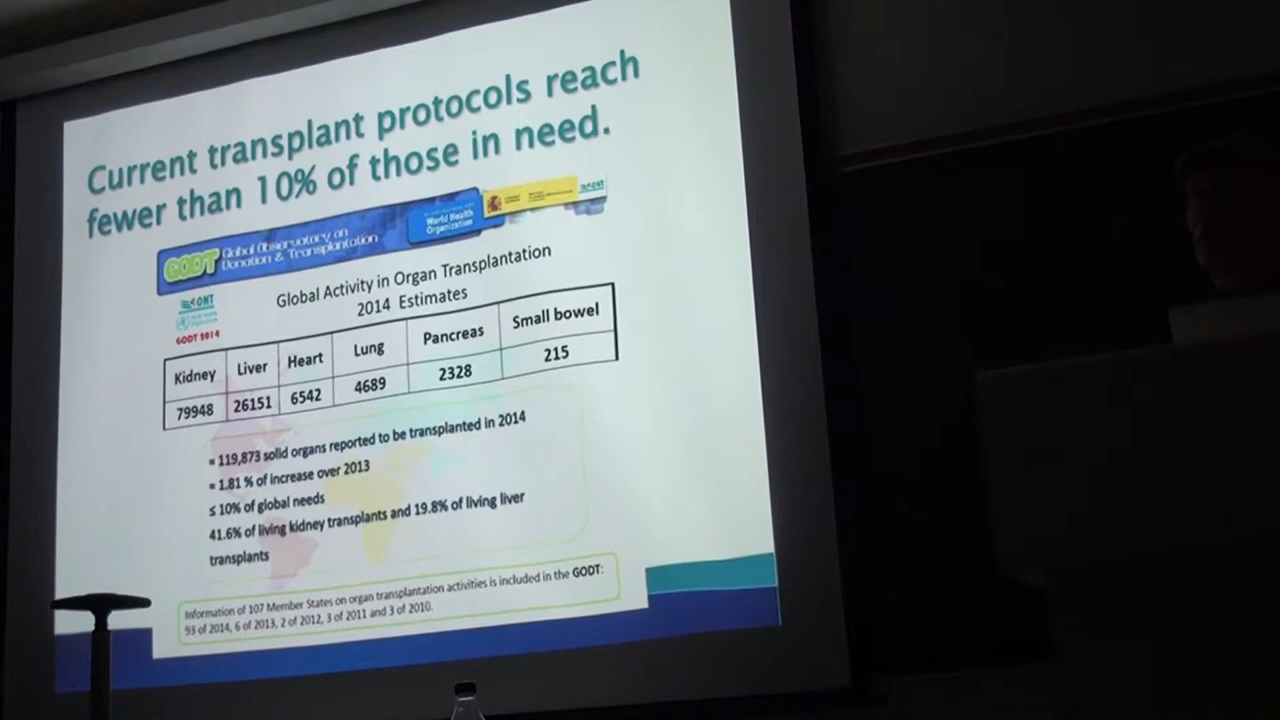 Current transplant protocols reach
fewer than 10% of those in need.
GODT Global Observatory on
Donation & Transplantation
World Health
Organization
ONT
GODT 2014
Global Activity in Organ Transplantation
2014 Estimates
Kidney Liver Heart Lung Pancreas Small bowel
79948 26151 6542 4689 2328 215
≈ 119,873 solid organs reported to be transplanted in 2014
≈ 1.81 % of increase over 2013
≤ 10% of global needs
41.6% of living kidney transplants and 19.8% of living liver
transplants
Information of 107 Member States on organ transplantation activities is included in the GODT:
93 of 2014, 6 of 2013, 2 of 2012, 3 of 2011 and 3 of 2010.